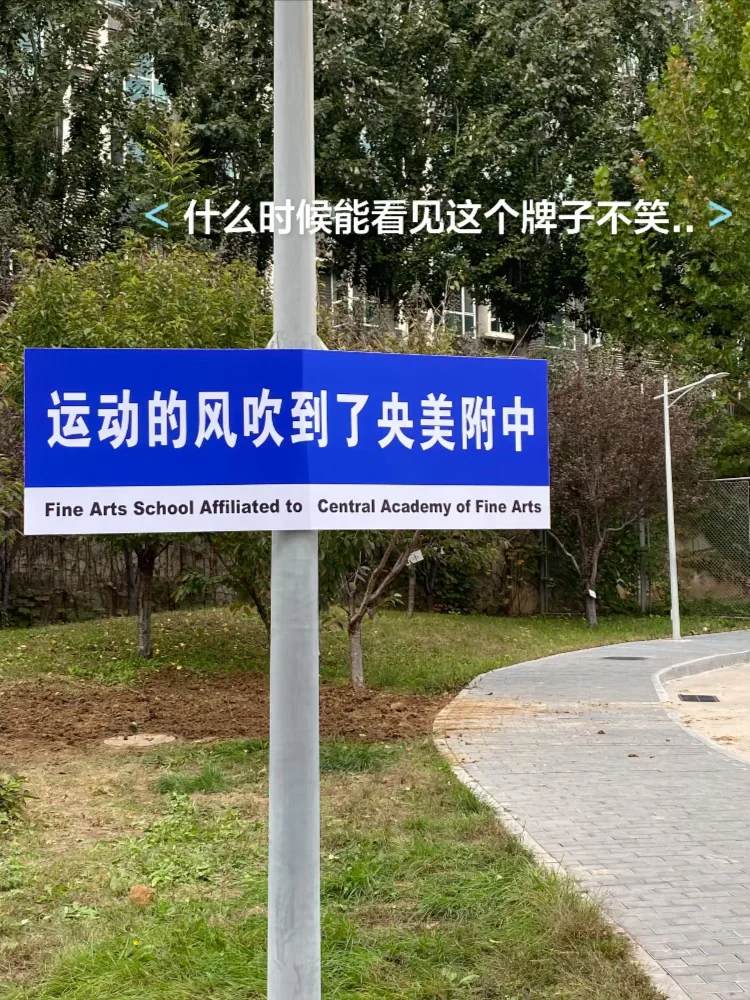 < 什么时候能看见这个牌子不笑.. >
运动的风吹到了央美附中
Fine Arts School Affiliated to Central Academy of Fine Arts